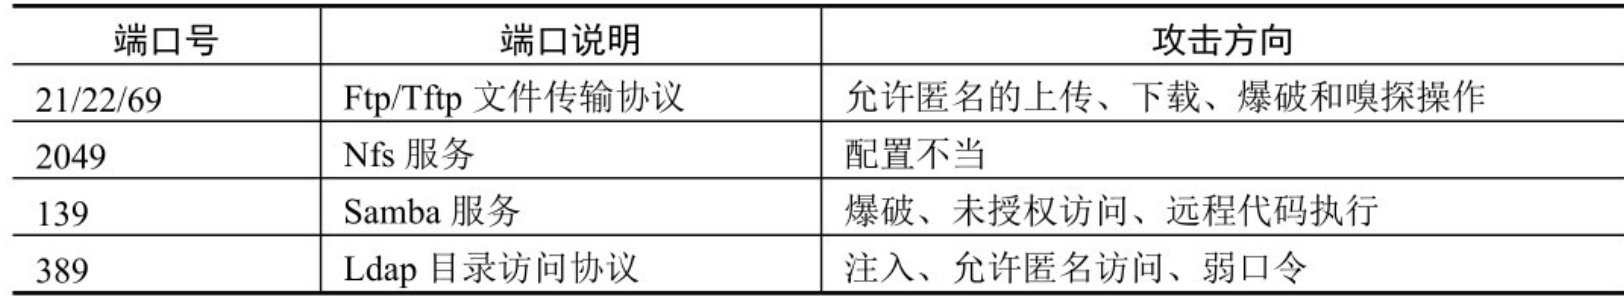 端口号 端口说明 攻击方向
21/22/69 Ftp/Tftp 文件传输协议 允许匿名的上传、下载、爆破和嗅探操作
2049 Nfs 服务 配置不当
139 Samba 服务 爆破、未授权访问、远程代码执行
389 Ldap 目录访问协议 注入、允许匿名访问、弱口令